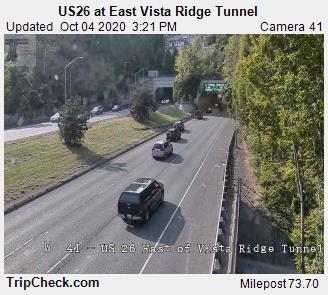 US26 at East Vista Ridge Tunnel
Updated Oct 04 2020 3:21 PM Camera 41
W 41 - US 26 East of Vista Ridge Tunnel
TripCheck.com Milepost 73.70